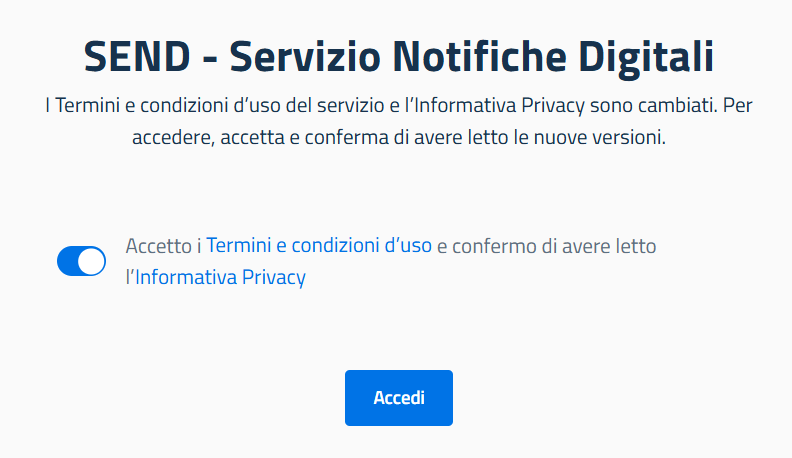 SEND - Servizio Notifiche Digitali
I Termini e condizioni d’uso del servizio e l’Informativa Privacy sono cambiati. Per
accedere, accetta e conferma di avere letto le nuove versioni.
Accetto i Termini e condizioni d’uso e confermo di avere letto
l’Informativa Privacy
Accedi